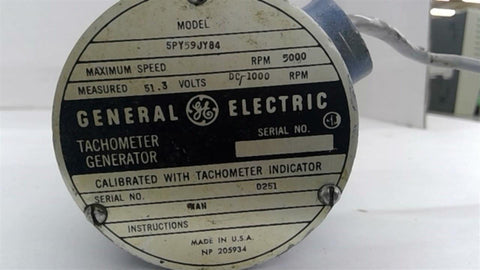 MODEL
5PY59JY84
MAXIMUM SPEED RPM 5000
MEASURED 51.3 VOLTS DC/1000 RPM
GENERAL GE ELECTRIC
TACHOMETER SERIAL NO.
GENERATOR
CALIBRATED WITH TACHOMETER INDICATOR
SERIAL NO. D251
INSTRUCTIONS
MADE IN U.S.A.
NP 205934